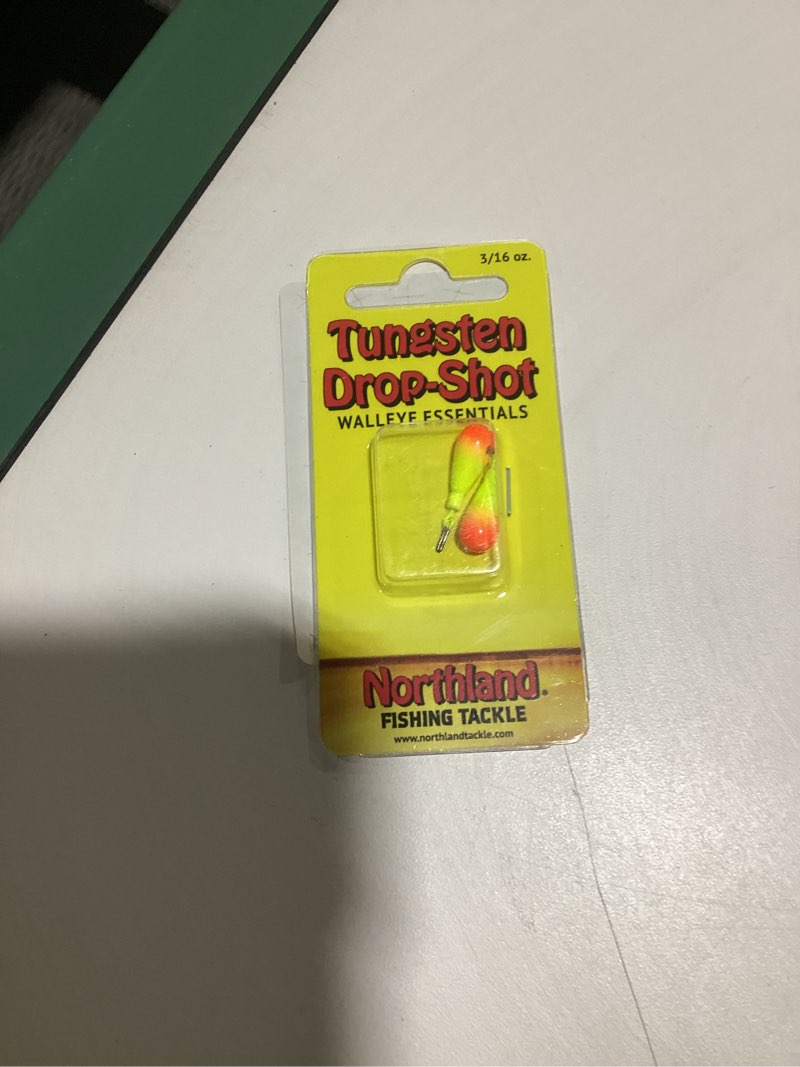 3/16 oz.
Tungsten
Drop-Shot
WALLEYE ESSENTIALS
Northland.
FISHING TACKLE
www.northlandtackle.com